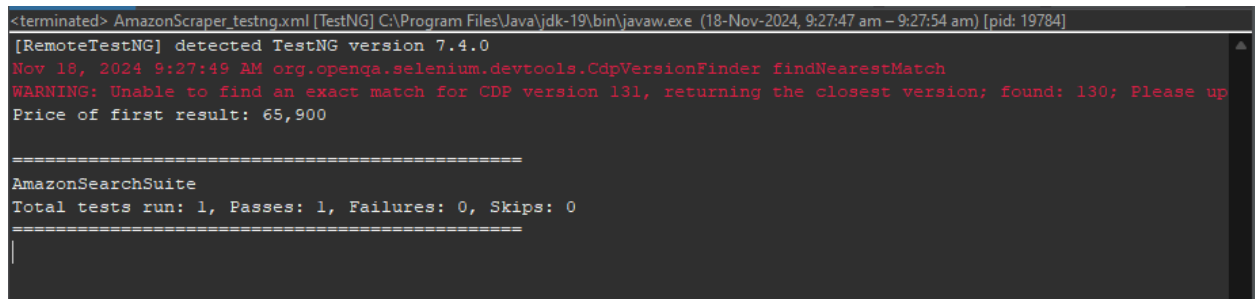 <terminated> AmazonScraper_testng.xml [TestNG] C:\Program Files\Java\jdk-19\bin\javaw.exe (18-Nov-2024, 9:27:47 am – 9:27:54 am) [pid: 19784]
[RemoteTestNG] detected TestNG version 7.4.0
Nov 18, 2024 9:27:49 AM org.openqa.selenium.devtools.CdpVersionFinder findNearestMatch
WARNING: Unable to find an exact match for CDP version 131, returning the closest version; found: 130; Please up
Price of first result: 65,900
===============================================
AmazonSearchSuite
Total tests run: 1, Passes: 1, Failures: 0, Skips: 0
===============================================